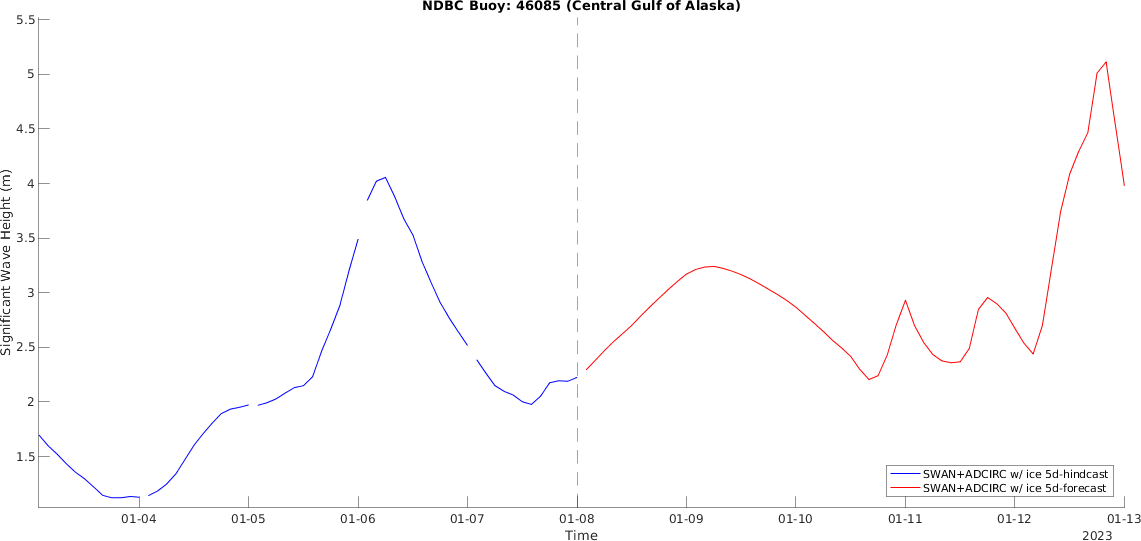 NDBC Buoy: 46085 (Central Gulf of Alaska)
5.5
5
4.5
4
3.5
3
2.5
2
1.5
Significant Wave Height (m)
SWAN+ADCIRC w/ ice 5d-hindcast
SWAN+ADCIRC w/ ice 5d-forecast
01-04 01-05 01-06 01-07 01-08 01-09 01-10 01-11 01-12 01-13
Time
2023